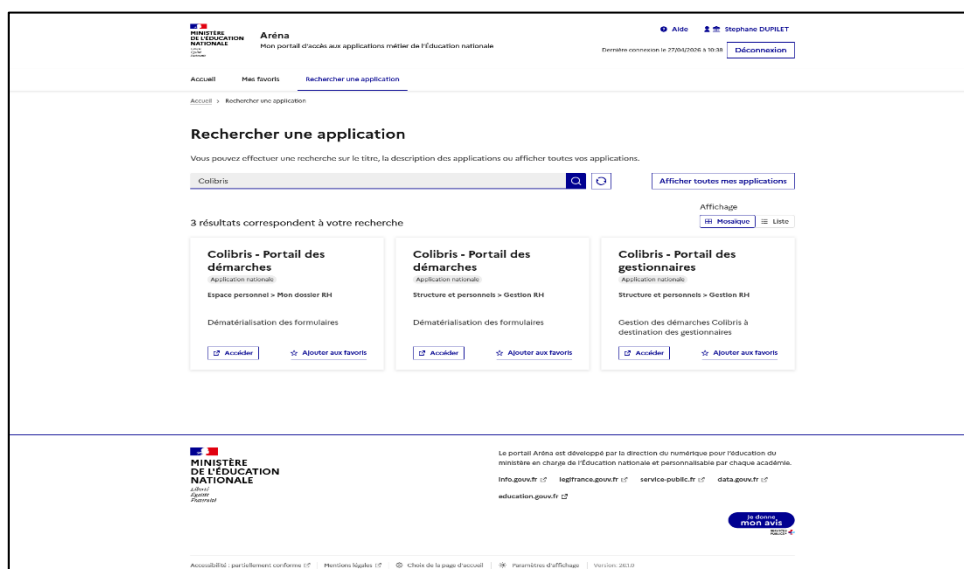 MINISTÈRE
DE L'ÉDUCATION
NATIONALE
Liberté
Égalité
Fraternité
Aréna
Mon portail d'accès aux applications métier de l'Éducation nationale
Aide
Stephane DUPILET
Dernière connexion le 27/04/2026 à 10:38
Déconnexion
Accueil Mes favoris Rechercher une application
Accueil > Rechercher une application
Rechercher une application
Vous pouvez effectuer une recherche sur le titre, la description des applications ou afficher toutes vos applications.
Colibris
Afficher toutes mes applications
Affichage
3 résultats correspondent à votre recherche
Mosaïque Liste
Colibris - Portail des
démarches
Application nationale
Espace personnel > Mon dossier RH
Dématérialisation des formulaires
Accéder Ajouter aux favoris
Colibris - Portail des
démarches
Application nationale
Structure et personnels > Gestion RH
Dématérialisation des formulaires
Accéder Ajouter aux favoris
Colibris - Portail des
gestionnaires
Application nationale
Structure et personnels > Gestion RH
Gestion des démarches Colibris à
destination des gestionnaires
Accéder Ajouter aux favoris
MINISTÈRE
DE L'ÉDUCATION
NATIONALE
Liberté
Égalité
Fraternité
Le portail Aréna est développé par la direction du numérique pour l'éducation du
ministère en charge de l'Éducation nationale et personnalisable par chaque académie.
info.gouv.fr legifrance.gouv.fr service-public.fr data.gouv.fr
education.gouv.fr
Je donne
mon avis
Accessibilité : partiellement conforme Mentions légales Choix de la page d'accueil Paramètres d'affichage Version: 26.1.0